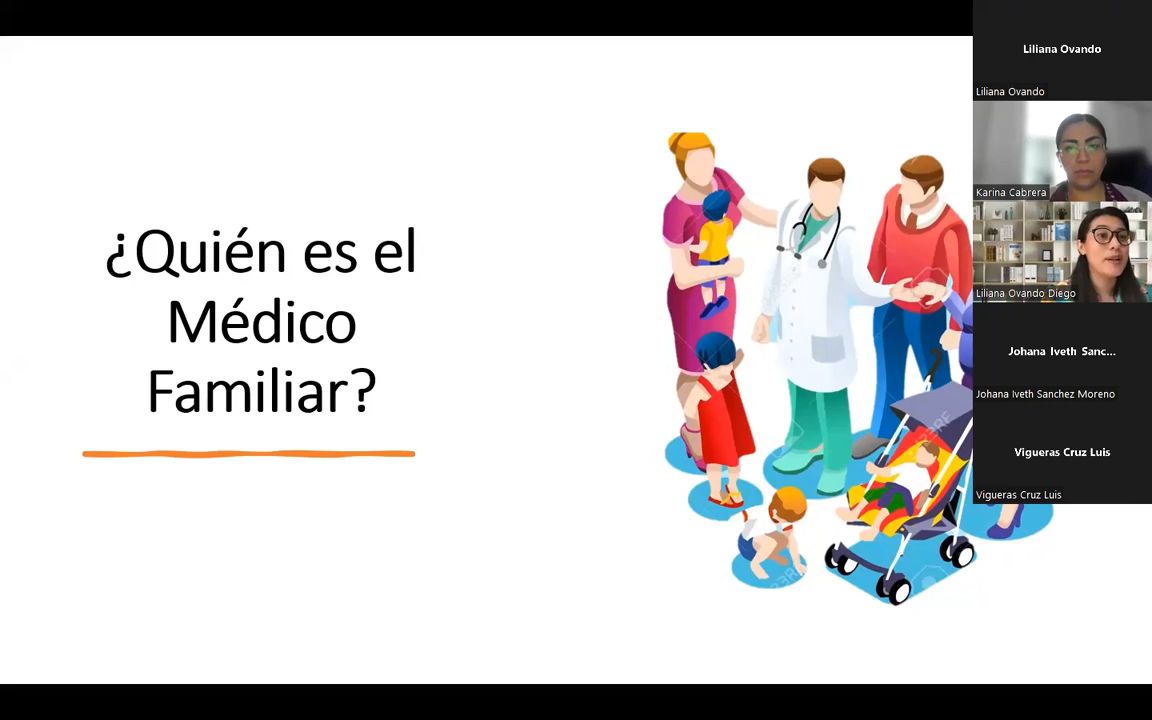 ¿Quién es el
Médico
Familiar?
Liliana Ovando
Liliana Ovando
Karina Cabrera
Liliana Ovando Diego
Johana Iveth Sanc...
Johana Iveth Sanchez Moreno
Vigueras Cruz Luis
Vigueras Cruz Luis